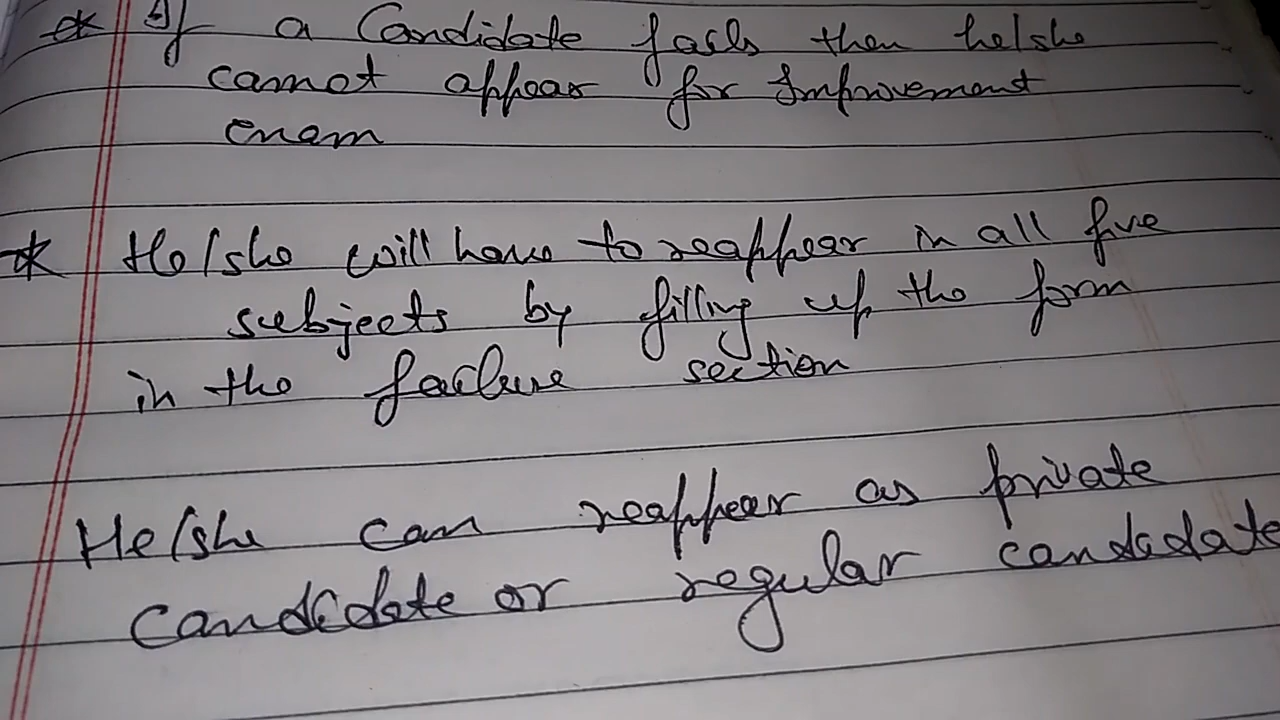 * If a Candidate fails then he/she
cannot appear for Improvement
exam
* He/she will have to reappear in all five
subjects by filling up the form
in the failure section
He/she can reappear as private
candidate or regular candidate